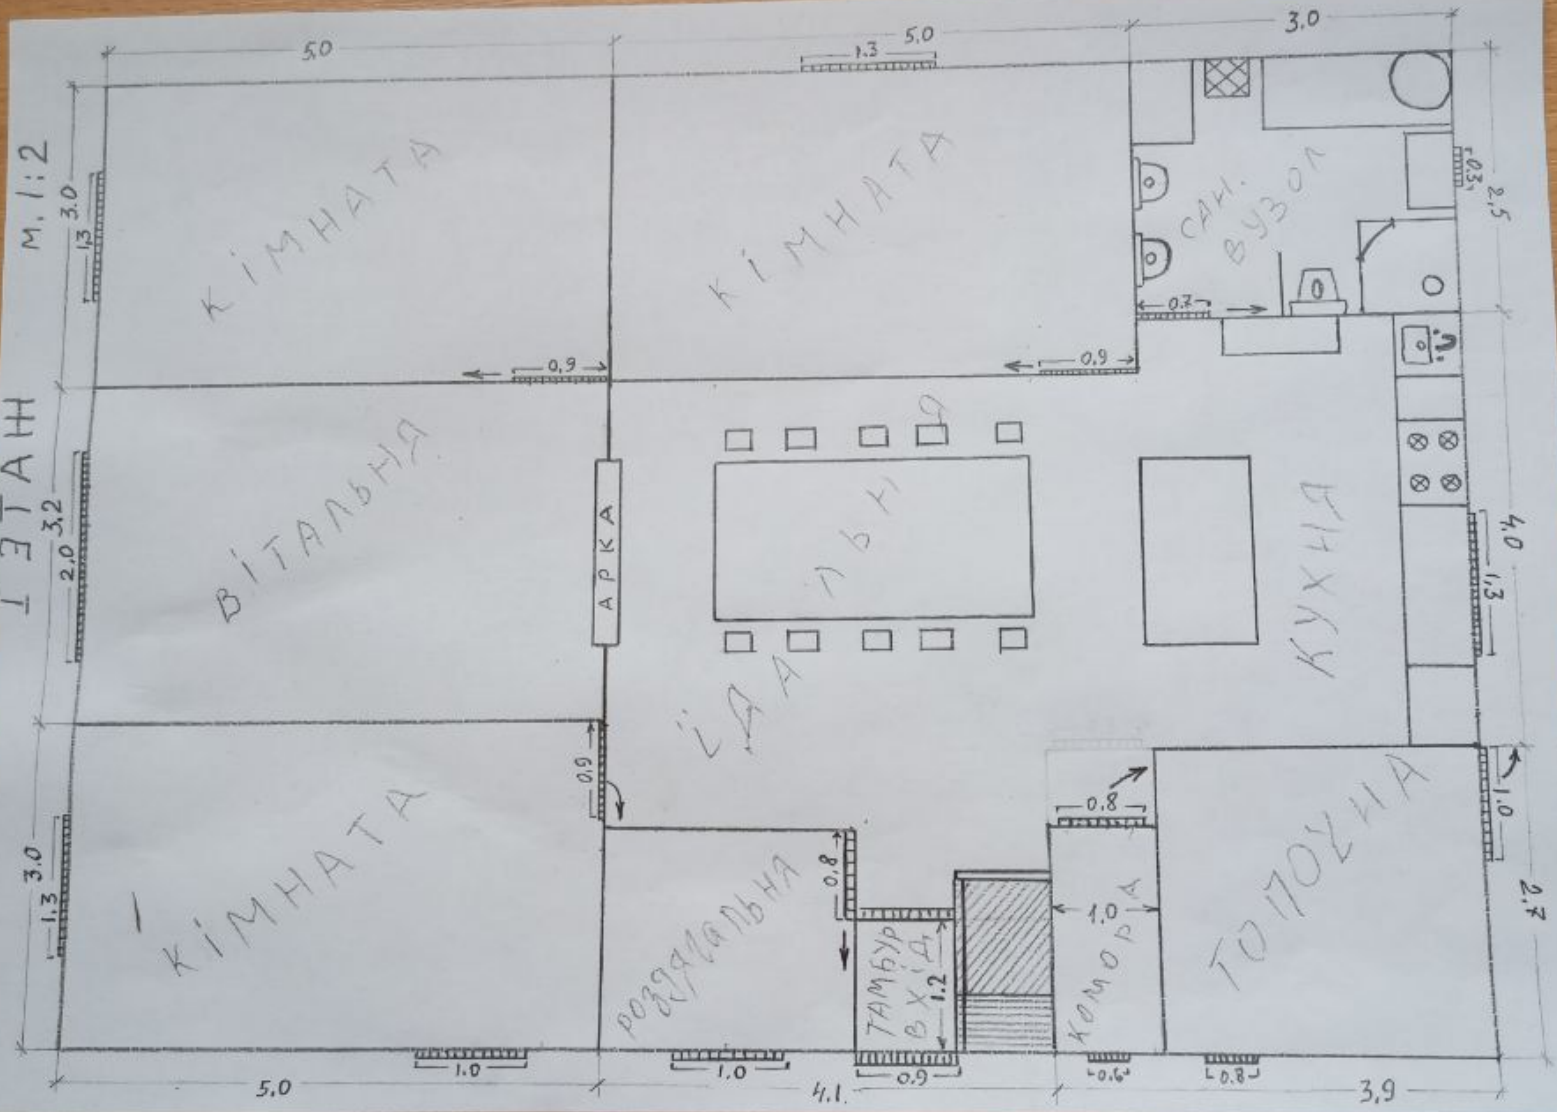 5.0
5.0
3.0
1.3
М. 1:2
І ЭТАЖ
3.0
1,3
КІМНАТА
КІМНАТА
САН.
ВУЗОЛ
0.3
2,5
0.7
0,9
0.9
3,2
2.0
ВІТАЛЬНЯ
АРКА
ЇДАЛЬНЯ
КУХНЯ
4.0
1,3
0.9
3.0
1.3
КІМНАТА
0.8
РОЗДЯГАЛЬНЯ
ТАМБУР
ВХІД
1.2
0.8
1.0
КОМОРА
ТОПОЧНА
1.0
2,7
1.0
1.0
0.9
0.6
0.8
5.0
4.1.
3,9